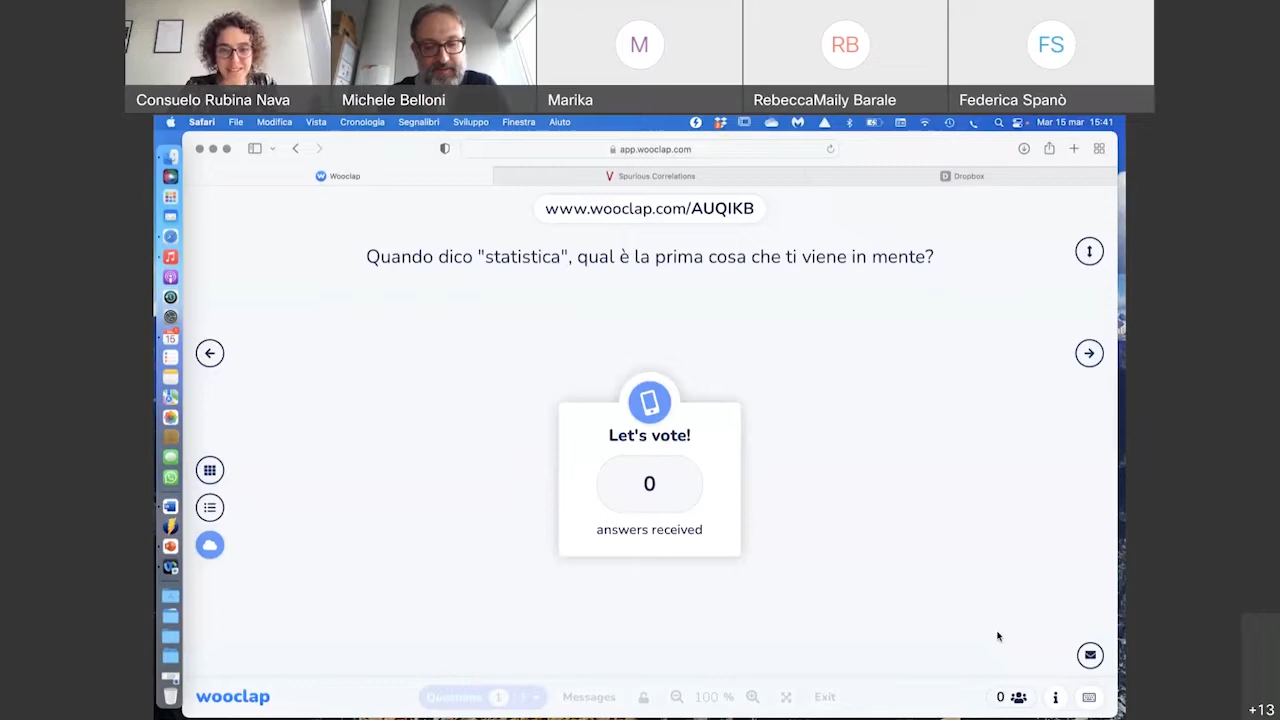 M
RB
FS
Consuelo Rubina Nava
Michele Belloni
Marika
RebeccaMaily Barale
Federica Spanò
Safari File Modifica Vista Cronologia Segnalibri Sviluppo Finestra Aiuto
Mar 15 mar 15:41
app.wooclap.com
Wooclap
Spurious Correlations
Dropbox
www.wooclap.com/AUQIKB
Quando dico "statistica", qual è la prima cosa che ti viene in mente?
15
Let's vote!
0
answers received
wooclap
Questions 1
Messages
100 %
Exit
0
+13